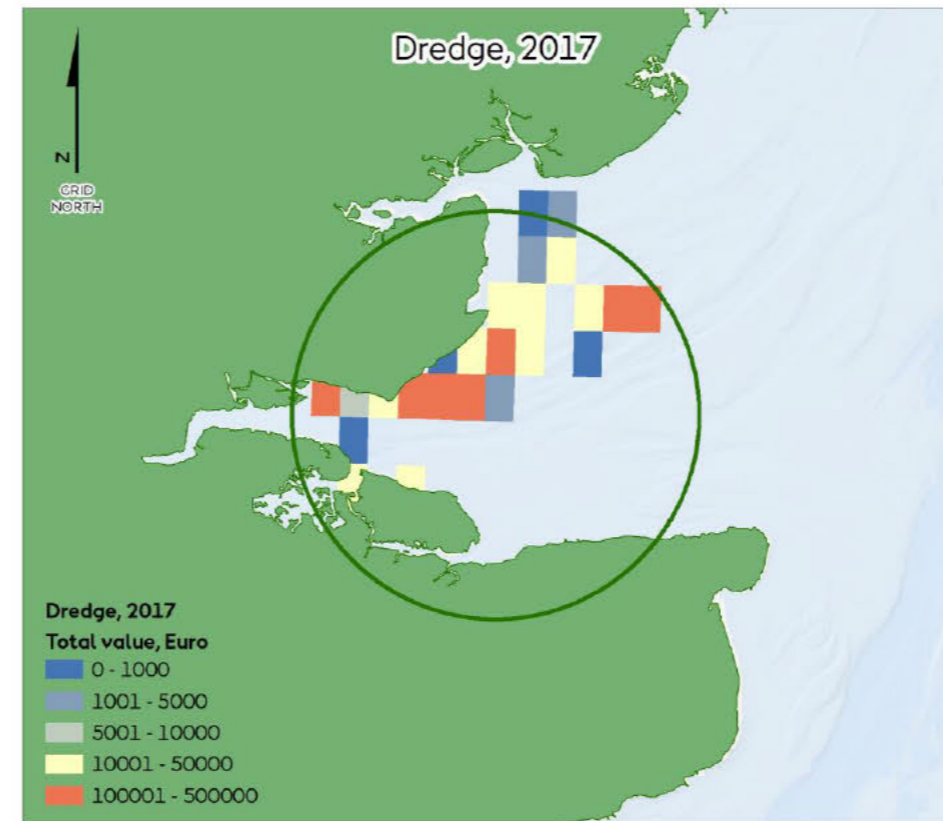 Dredge, 2017
N
GRID
NORTH
Dredge, 2017
Total value, Euro
0 - 1000
1001 - 5000
5001 - 10000
10001 - 50000
100001 - 500000